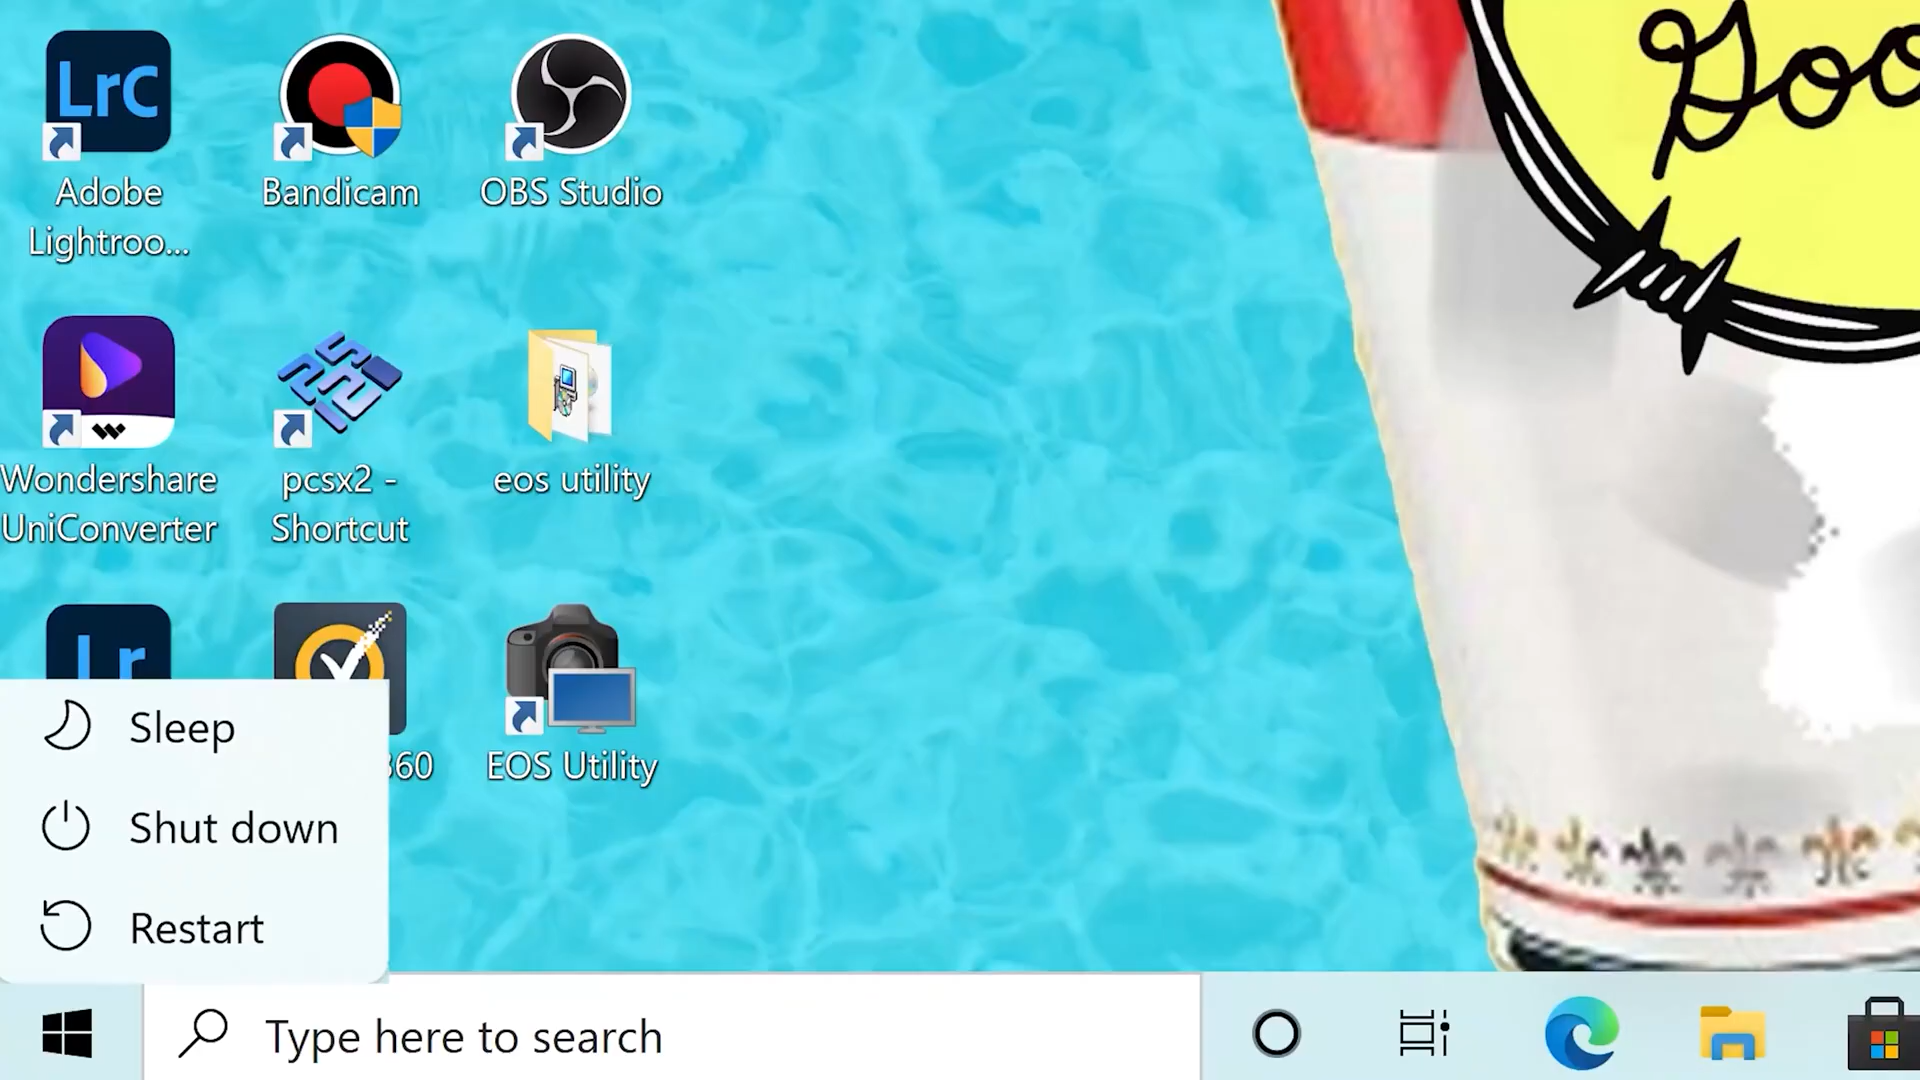 Goo
LrC
Adobe
Lightroo...
Bandicam
OBS Studio
Wondershare
UniConverter
pcsx2 -
Shortcut
eos utility
Lr
360
EOS Utility
Sleep
Shut down
Restart
Type here to search